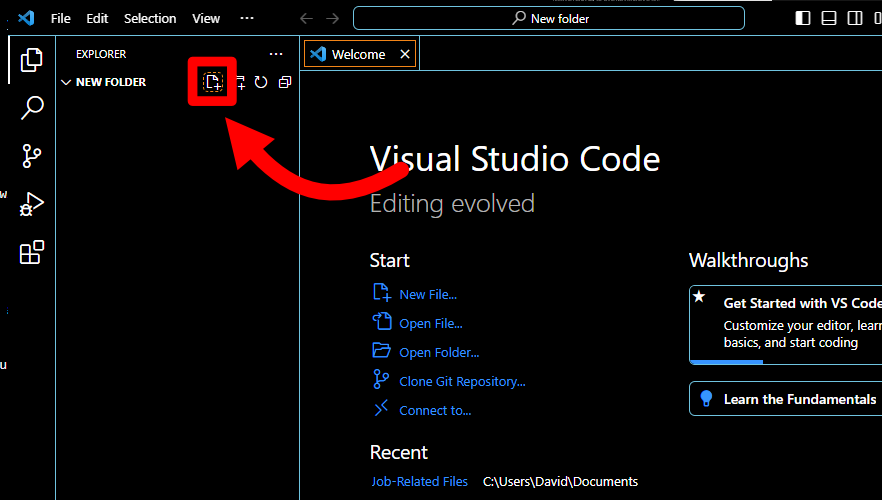 File Edit Selection View ··· New folder
EXPLORER ···
NEW FOLDER
Welcome
Visual Studio Code
Editing evolved
Start
New File...
Open File...
Open Folder...
Clone Git Repository...
Connect to...
Recent
Job-Related Files C:\Users\David\Documents
Walkthroughs
Get Started with VS Code
Customize your editor, learn
basics, and start coding
Learn the Fundamentals